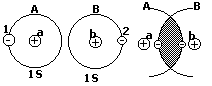 A B A B
1 a b 2 a b
- + + - + - - +
1S 1S